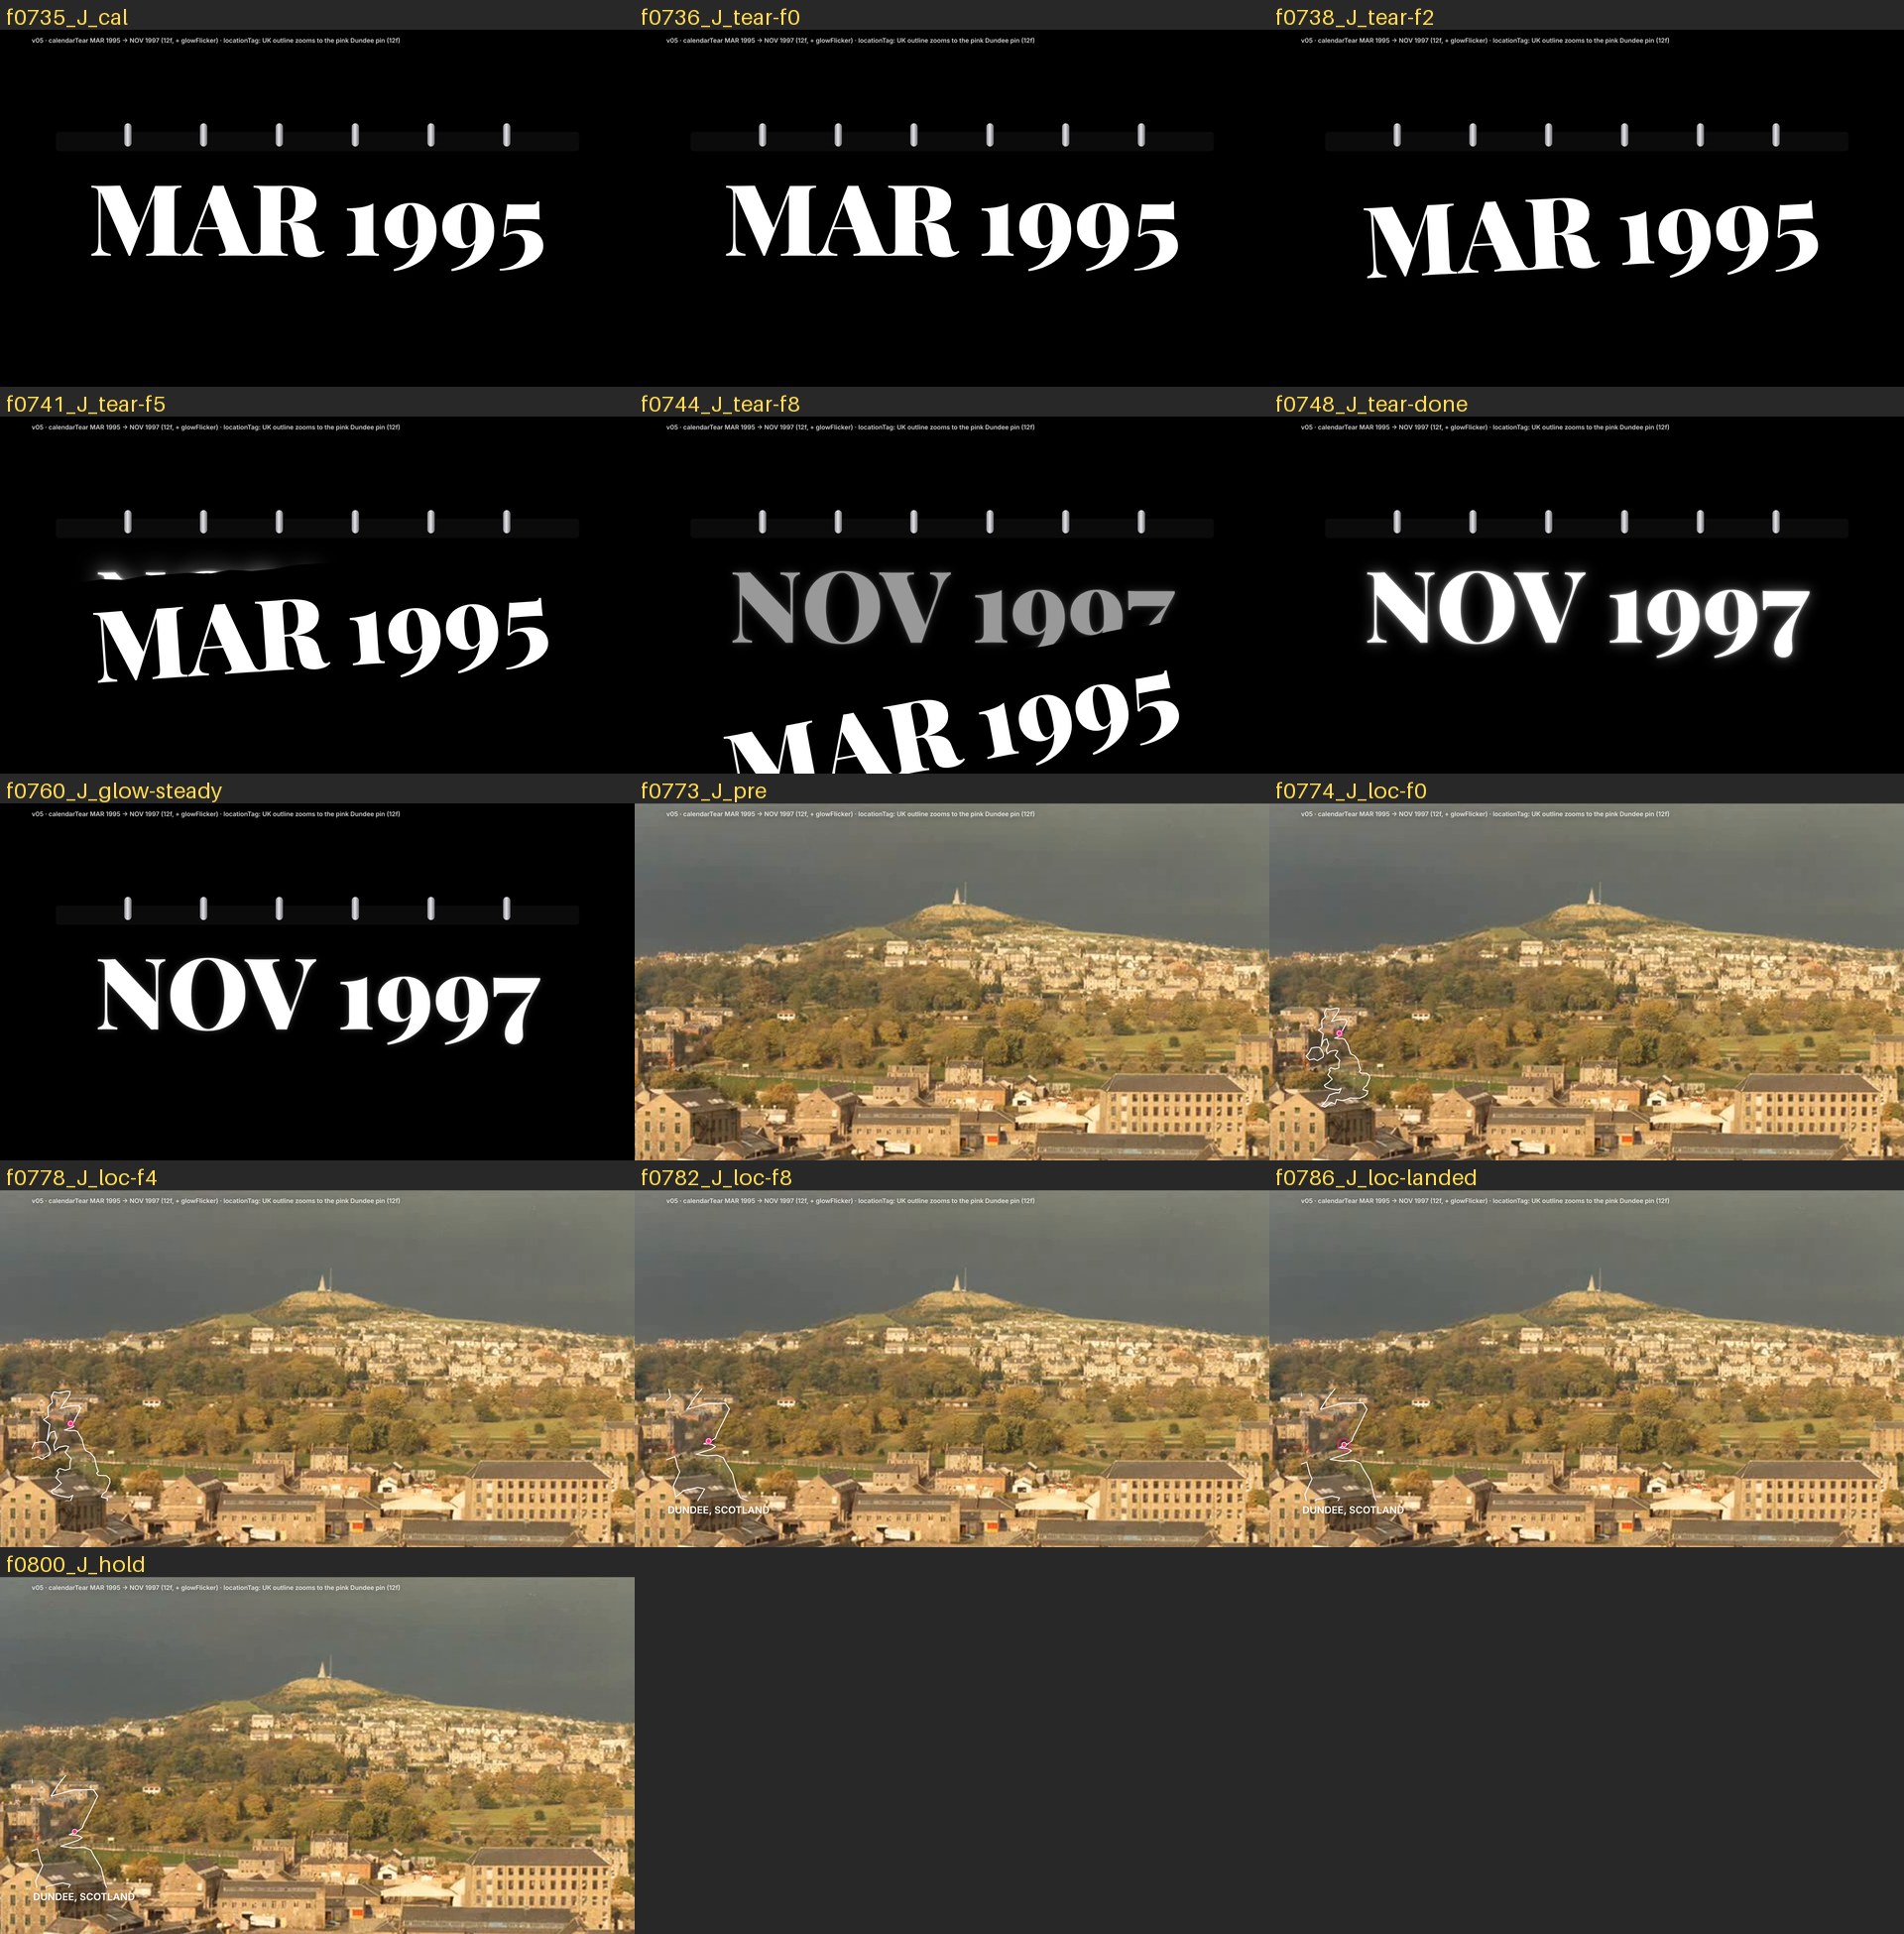 f0735_J_cal
v05 · calendarTear MAR 1995 → NOV 1997 (12f, + glowFlicker) · locationTag: UK outline zooms to the pink Dundee pin (12f)
MAR 1995
f0736_J_tear-f0
v05 · calendarTear MAR 1995 → NOV 1997 (12f, + glowFlicker) · locationTag: UK outline zooms to the pink Dundee pin (12f)
MAR 1995
f0738_J_tear-f2
v05 · calendarTear MAR 1995 → NOV 1997 (12f, + glowFlicker) · locationTag: UK outline zooms to the pink Dundee pin (12f)
MAR 1995
f0741_J_tear-f5
v05 · calendarTear MAR 1995 → NOV 1997 (12f, + glowFlicker) · locationTag: UK outline zooms to the pink Dundee pin (12f)
MAR 1995
f0744_J_tear-f8
v05 · calendarTear MAR 1995 → NOV 1997 (12f, + glowFlicker) · locationTag: UK outline zooms to the pink Dundee pin (12f)
NOV 1997
MAR 1995
f0748_J_tear-done
v05 · calendarTear MAR 1995 → NOV 1997 (12f, + glowFlicker) · locationTag: UK outline zooms to the pink Dundee pin (12f)
NOV 1997
f0760_J_glow-steady
v05 · calendarTear MAR 1995 → NOV 1997 (12f, + glowFlicker) · locationTag: UK outline zooms to the pink Dundee pin (12f)
NOV 1997
f0773_J_pre
v05 · calendarTear MAR 1995 → NOV 1997 (12f, + glowFlicker) · locationTag: UK outline zooms to the pink Dundee pin (12f)
f0774_J_loc-f0
v05 · calendarTear MAR 1995 → NOV 1997 (12f, + glowFlicker) · locationTag: UK outline zooms to the pink Dundee pin (12f)
f0778_J_loc-f4
v05 · calendarTear MAR 1995 → NOV 1997 (12f, + glowFlicker) · locationTag: UK outline zooms to the pink Dundee pin (12f)
f0782_J_loc-f8
v05 · calendarTear MAR 1995 → NOV 1997 (12f, + glowFlicker) · locationTag: UK outline zooms to the pink Dundee pin (12f)
DUNDEE, SCOTLAND
f0786_J_loc-landed
v05 · calendarTear MAR 1995 → NOV 1997 (12f, + glowFlicker) · locationTag: UK outline zooms to the pink Dundee pin (12f)
DUNDEE, SCOTLAND
f0800_J_hold
v05 · calendarTear MAR 1995 → NOV 1997 (12f, + glowFlicker) · locationTag: UK outline zooms to the pink Dundee pin (12f)
DUNDEE, SCOTLAND